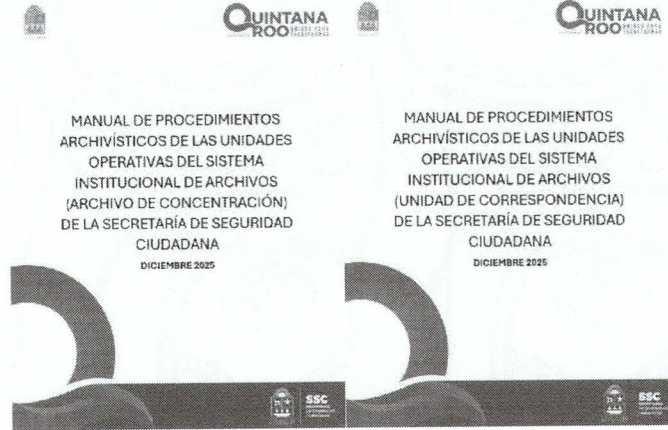 QUINTANA
ROO
MANUAL DE PROCEDIMIENTOS
ARCHIVÍSTICOS DE LAS UNIDADES
OPERATIVAS DEL SISTEMA
INSTITUCIONAL DE ARCHIVOS
(ARCHIVO DE CONCENTRACIÓN)
DE LA SECRETARÍA DE SEGURIDAD
CIUDADANA
DICIEMBRE 2025
SSC
QUINTANA
ROO
MANUAL DE PROCEDIMIENTOS
ARCHIVÍSTICOS DE LAS UNIDADES
OPERATIVAS DEL SISTEMA
INSTITUCIONAL DE ARCHIVOS
(UNIDAD DE CORRESPONDENCIA)
DE LA SECRETARÍA DE SEGURIDAD
CIUDADANA
DICIEMBRE 2025
SSC